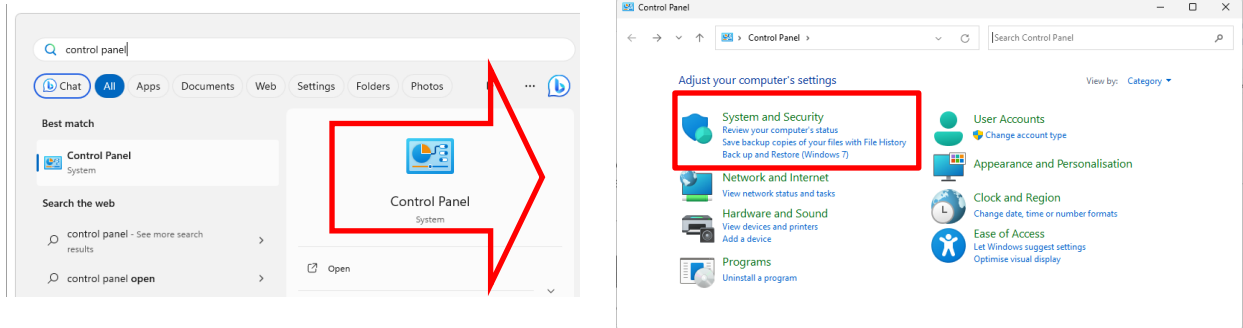 control panel
Chat
All
Apps
Documents
Web
Settings
Folders
Photos
Best match
Control Panel
System
Search the web
control panel - See more search
results
control panel open
Control Panel
System
Open
Control Panel
Control Panel
Search Control Panel
Adjust your computer's settings
View by: Category
System and Security
Review your computer's status
Save backup copies of your files with File History
Back up and Restore (Windows 7)
Network and Internet
View network status and tasks
Hardware and Sound
View devices and printers
Add a device
Programs
Uninstall a program
User Accounts
Change account type
Appearance and Personalisation
Clock and Region
Change date, time or number formats
Ease of Access
Let Windows suggest settings
Optimise visual display